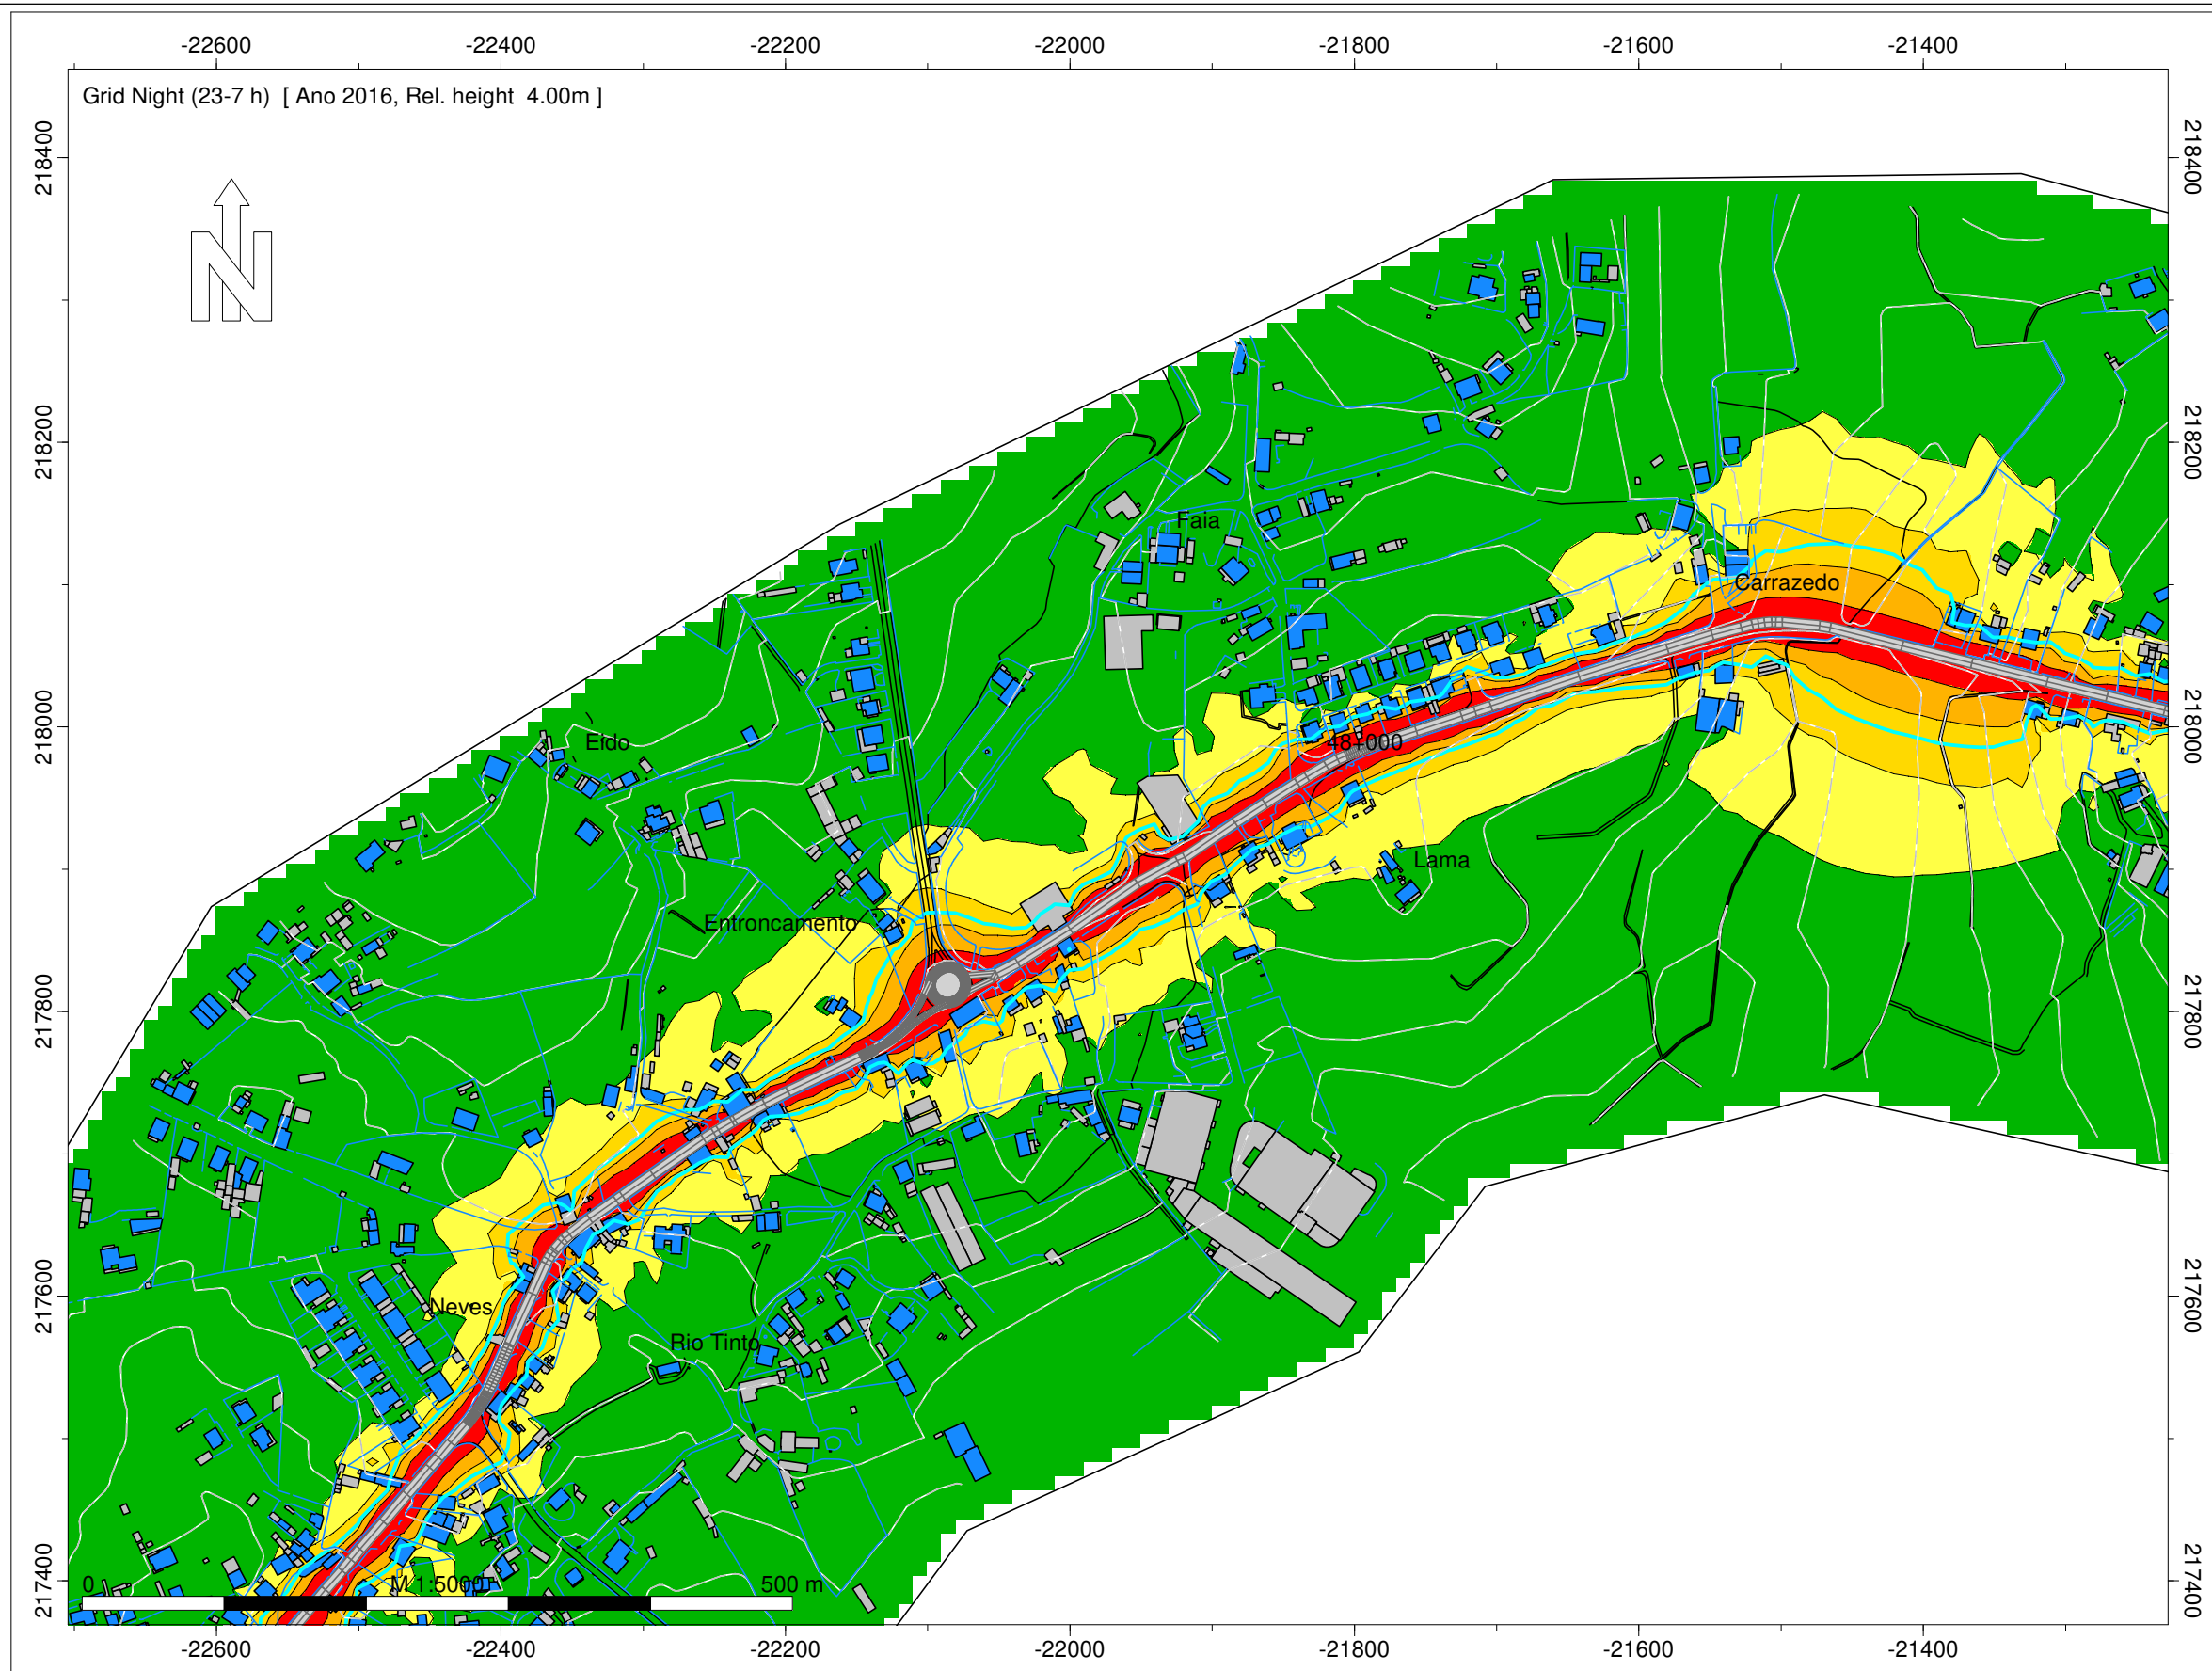 -22600 -22400 -22200 -22000 -21800 -21600 -21400
Grid Night (23-7 h) [ Ano 2016, Rel. height 4.00m ]
218400 218400
N
218200 218200
Faia
Carrazedo
218000 218000
Eido
48+000
Lama
Entroncamento
217800 217800
217600 217600
Neves
Rio Tinto
217400 217400
0 M 1:5000 500 m
-22600 -22400 -22200 -22000 -21800 -21600 -21400